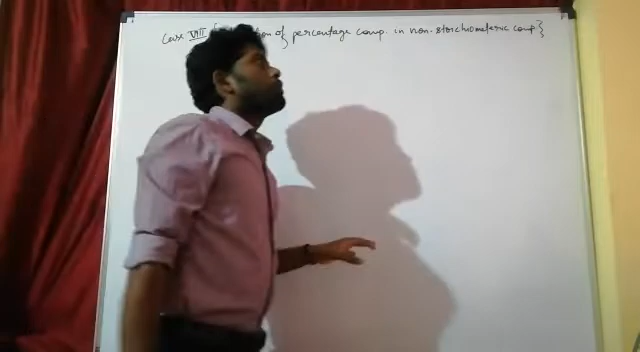 Case VIII { of percentage comp. in non-stoichiometric comp }